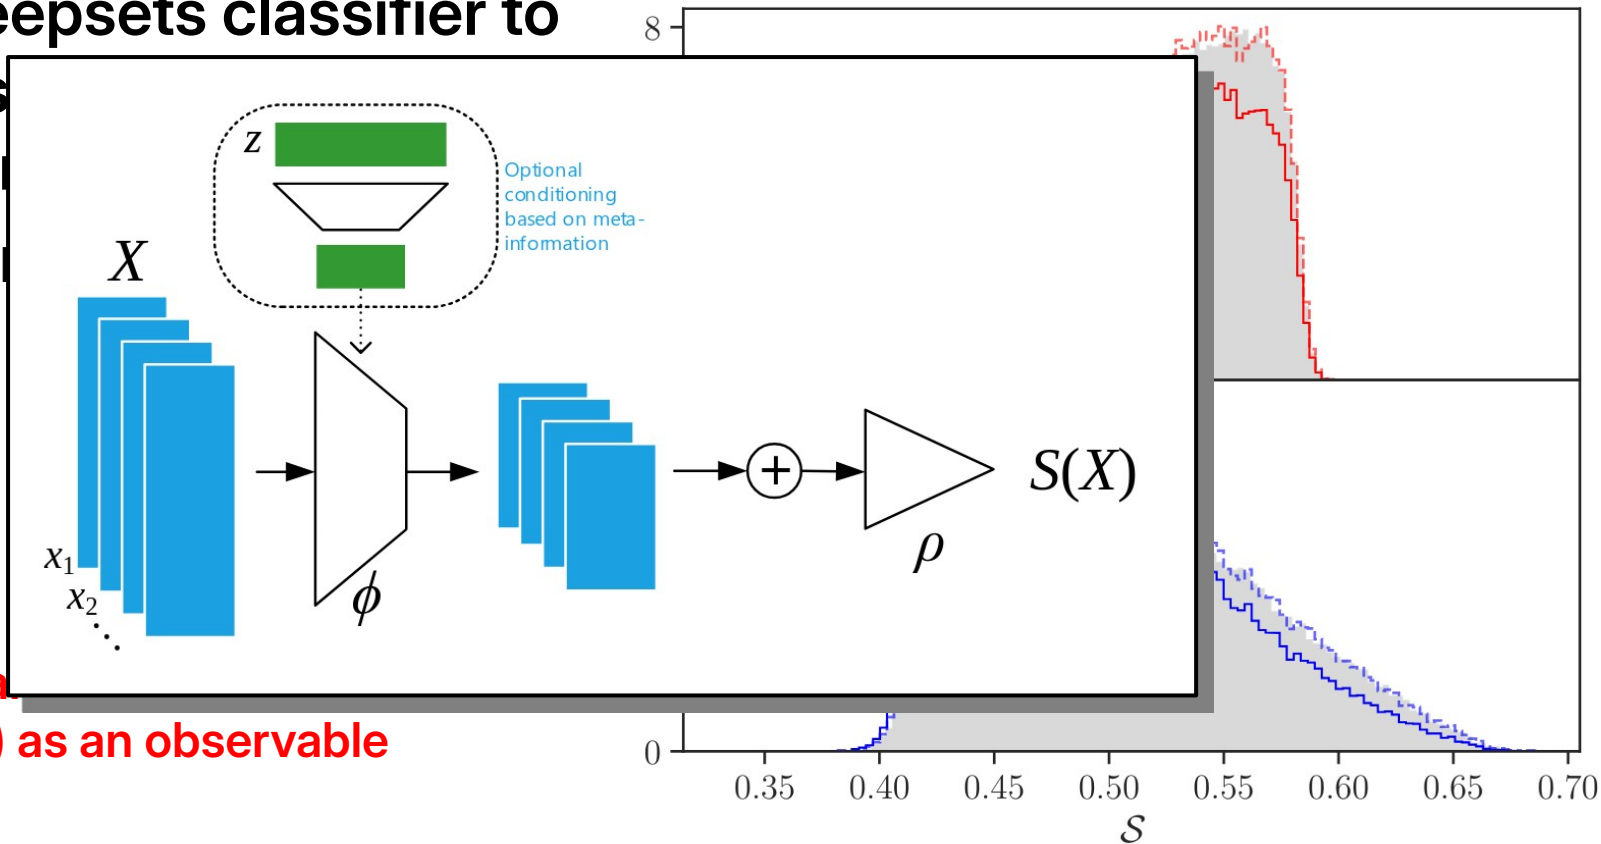 eepsets classifier to
8
z
Optional
conditioning
based on meta-
information
X
x1
x2
ϕ
+
ρ
S(X)
) as an observable
0
0.35 0.40 0.45 0.50 0.55 0.60 0.65 0.70
𝒮